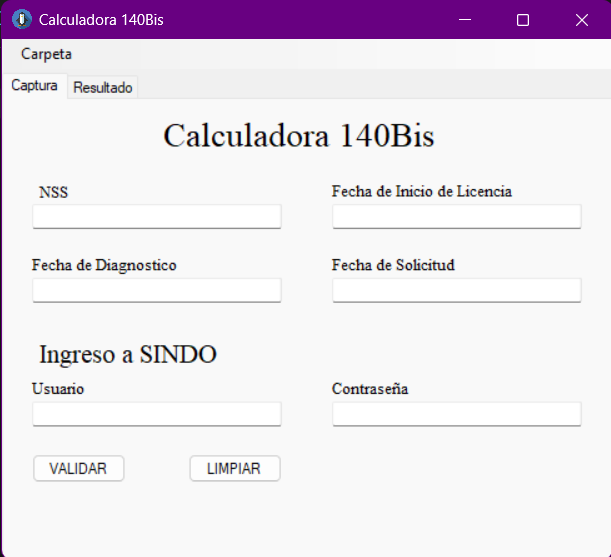 Calculadora 140Bis
Carpeta
Captura Resultado
Calculadora 140Bis
NSS Fecha de Inicio de Licencia
Fecha de Diagnostico Fecha de Solicitud
Ingreso a SINDO
Usuario Contraseña
VALIDAR LIMPIAR